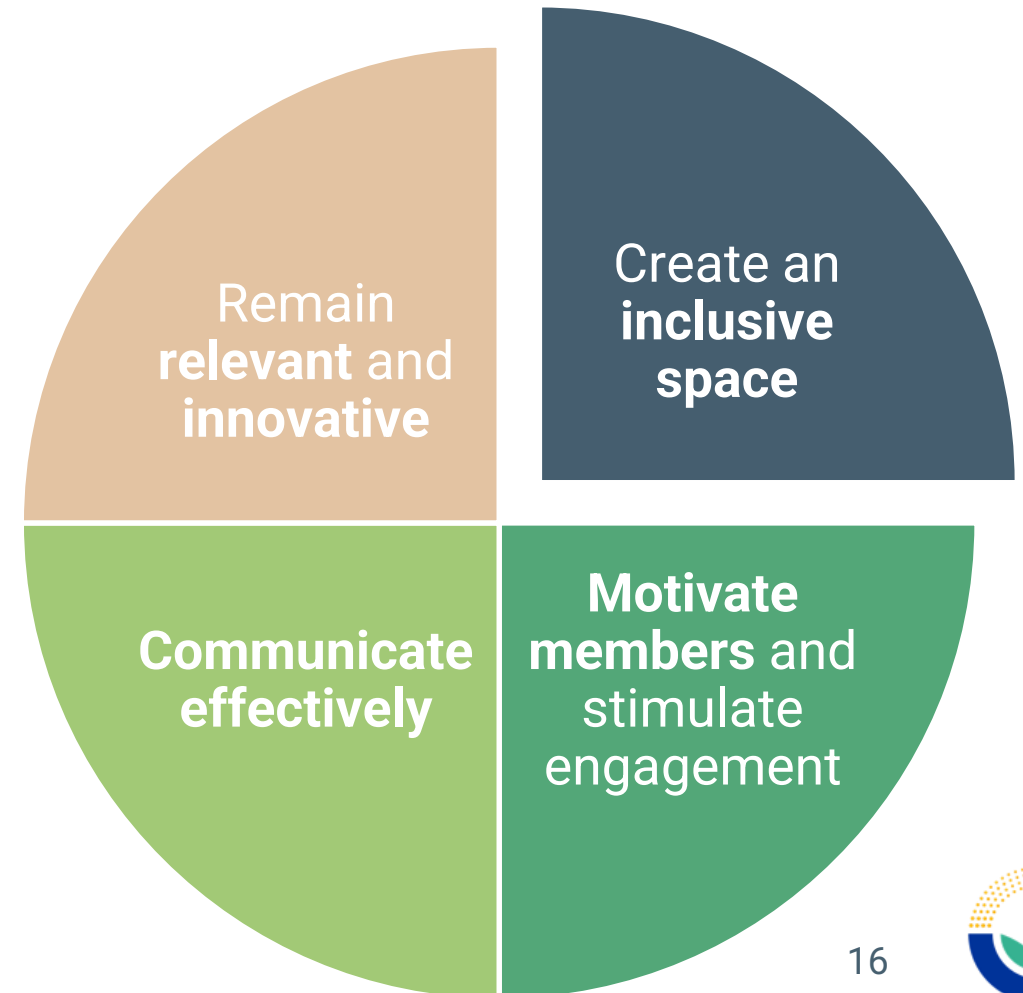 Remain
relevant and
innovative
Create an
inclusive
space
Communicate
effectively
Motivate
members and
stimulate
engagement
16